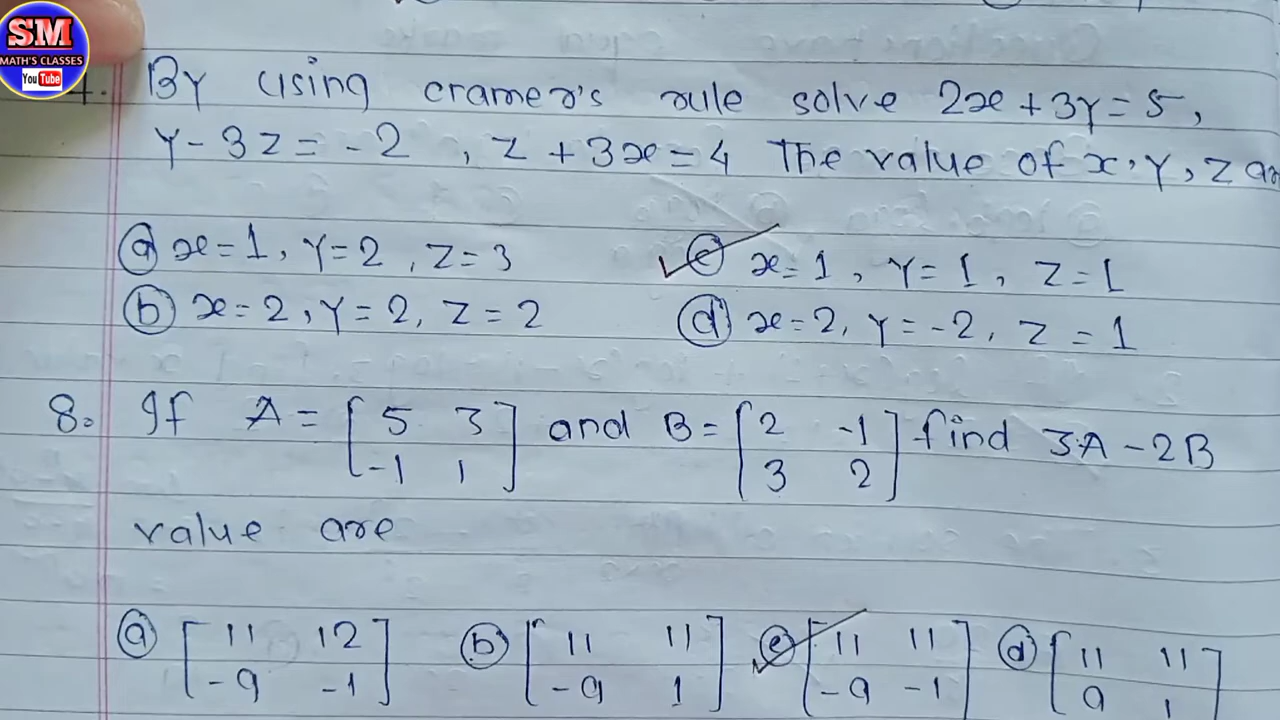 SM
MATH'S CLASSES
You Tube
By using cramer's rule solve 2x + 3y = 5,
y - 3z = -2 , z + 3x = 4 The value of x, y, z are
(a) x = 1, y = 2, z = 3 (c) x = 1, y = 1, z = 1
(b) x = 2, y = 2, z = 2 (d) x = 2, y = -2, z = 1
8. If A = [5 3] and B = [2 -1] find 3A - 2B
[-1 1] [3 2]
value are
(a) [11 12] (b) [11 11] (c) [11 11] (d) [11 11]
[-9 -1] [-9 1] [-9 -1] [9 1]